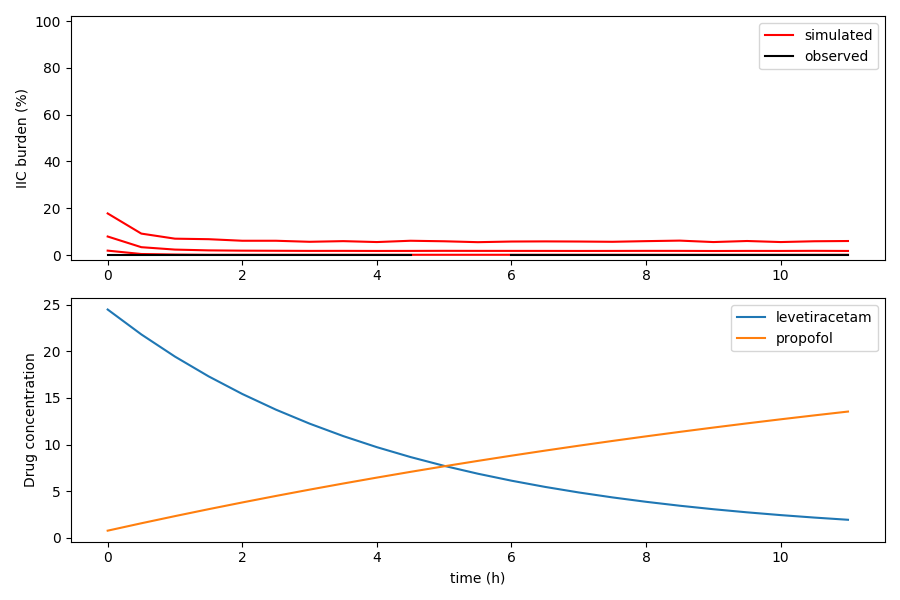 100
80
60
40
20
0
IIC burden (%)
simulated
observed
0 2 4 6 8 10
25
20
15
10
5
0
Drug concentration
levetiracetam
propofol
0 2 4 6 8 10
time (h)